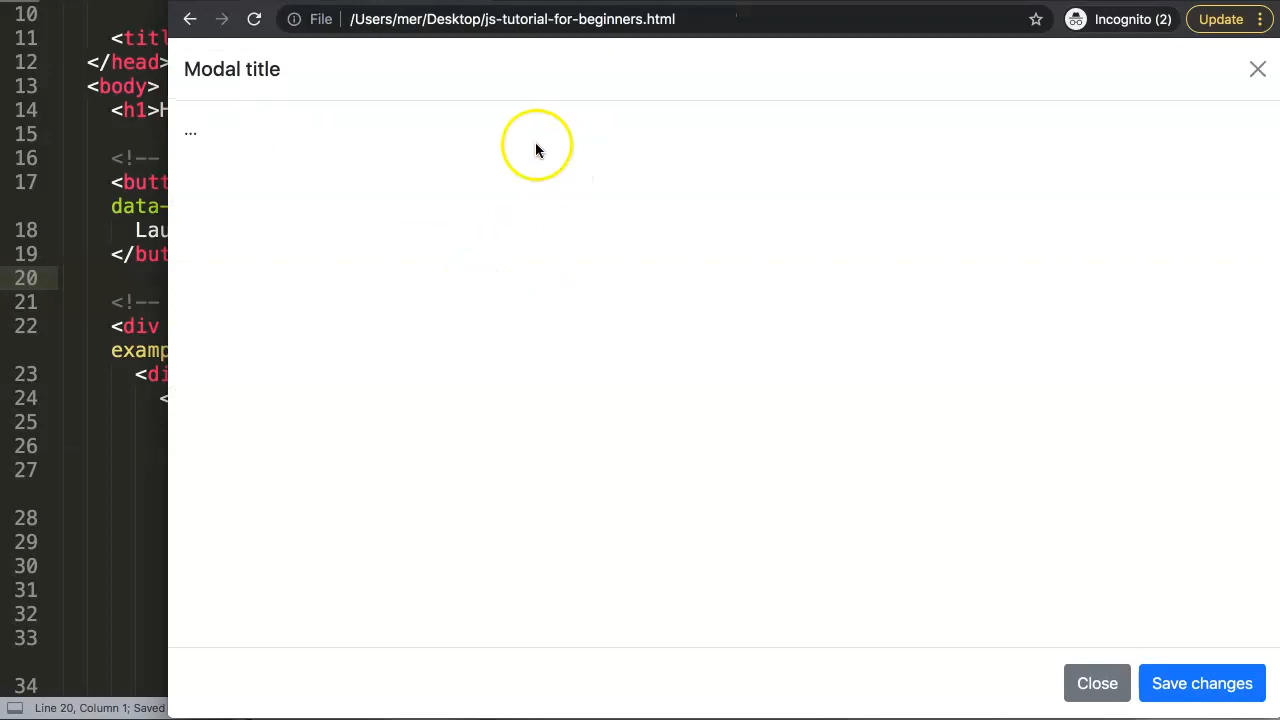 File /Users/mer/Desktop/js-tutorial-for-beginners.html Incognito (2) Update
Modal title
...
Close Save changes
10
11 <titl
12 </head>
13 <body>
14 <h1>H
15
16 <!--
17 <butt
data-
18 Lau
19 </but
20
21 <!--
22 <div
examp
23 <di
24 <
25
26
27
28
29
30
31
32
33
34
Line 20, Column 1; Saved